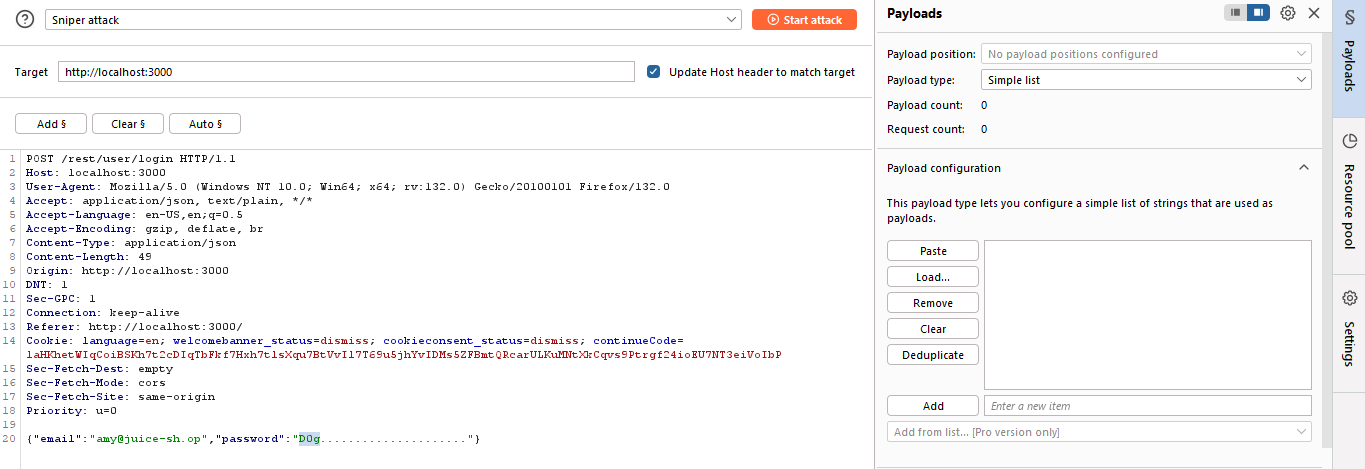 Sniper attack
Start attack
Target http://localhost:3000 Update Host header to match target
Add § Clear § Auto §
1 POST /rest/user/login HTTP/1.1
2 Host: localhost:3000
3 User-Agent: Mozilla/5.0 (Windows NT 10.0; Win64; x64; rv:132.0) Gecko/20100101 Firefox/132.0
4 Accept: application/json, text/plain, */*
5 Accept-Language: en-US,en;q=0.5
6 Accept-Encoding: gzip, deflate, br
7 Content-Type: application/json
8 Content-Length: 49
9 Origin: http://localhost:3000
10 DNT: 1
11 Sec-GPC: 1
12 Connection: keep-alive
13 Referer: http://localhost:3000/
14 Cookie: language=en; welcomebanner_status=dismiss; cookieconsent_status=dismiss; continueCode=
15 Sec-Fetch-Dest: empty
16 Sec-Fetch-Mode: cors
17 Sec-Fetch-Site: same-origin
18 Priority: u=0
19
20 {"email":"amy@juice-sh.op","password":"D0g....................."}
Payloads
Payload position: No payload positions configured
Payload type: Simple list
Payload count: 0
Request count: 0
Payload configuration
This payload type lets you configure a simple list of strings that are used as
payloads.
Paste
Load...
Remove
Clear
Deduplicate
Add Enter a new item
Add from list... [Pro version only]
§ Payloads
Resource pool
Settings